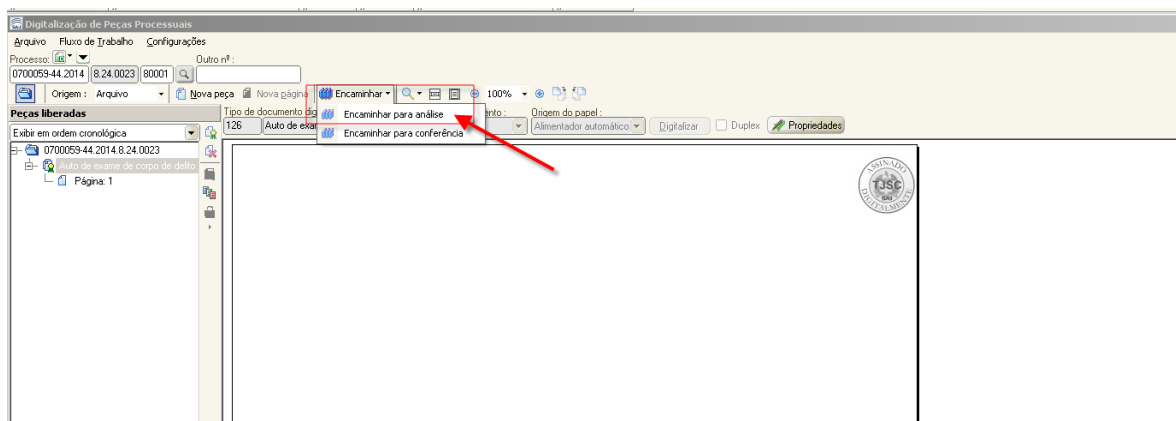 Digitalização de Peças Processuais
Arquivo Fluxo de Trabalho Configurações
Processo: Outro nº :
0700059-44.2014 8.24.0023 80001
Origem : Arquivo Nova peça Nova página Encaminhar 100%
Peças liberadas
Tipo de documento ento : Origem do papel :
126 Auto de exa Alimentador automático Digitalizar Duplex Propriedades
Encaminhar para análise
Encaminhar para conferência
Exibir em ordem cronológica
0700059-44.2014.8.24.0023
Auto de exame de corpo de delito
Página: 1
ASSINADO
TJSC
SAJ
DIGITALMENTE